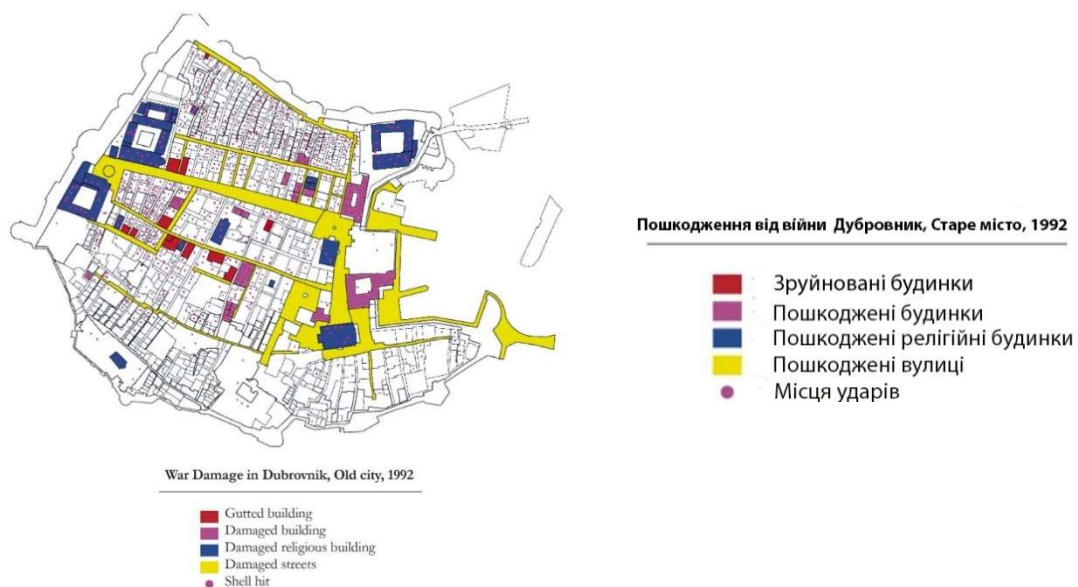 War Damage in Dubrovnik, Old city, 1992
Gutted building
Damaged building
Damaged religious building
Damaged streets
Shell hit
Пошкодження від війни Дубровник, Старе місто, 1992
Зруйновані будинки
Пошкоджені будинки
Пошкоджені релігійні будинки
Пошкоджені вулиці
Місця ударів